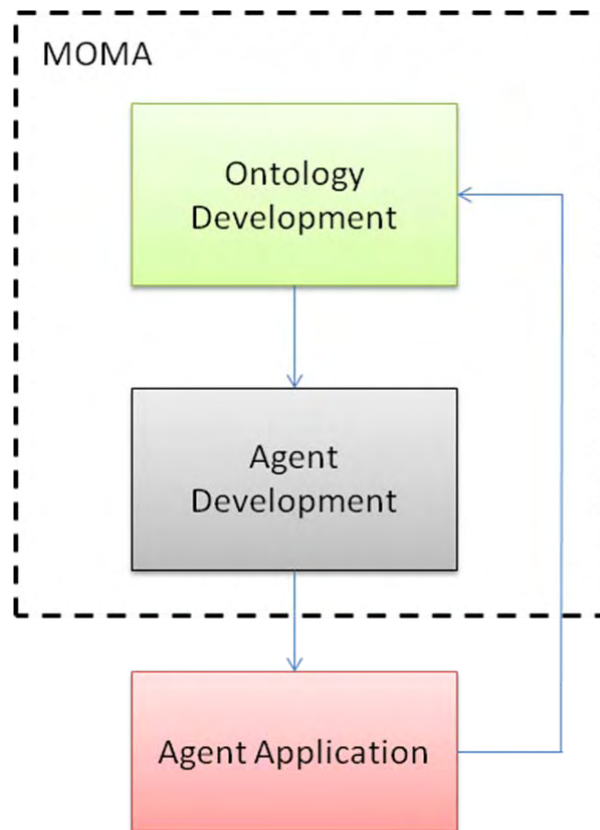 MOMA
Ontology
Development
Agent
Development
Agent Application